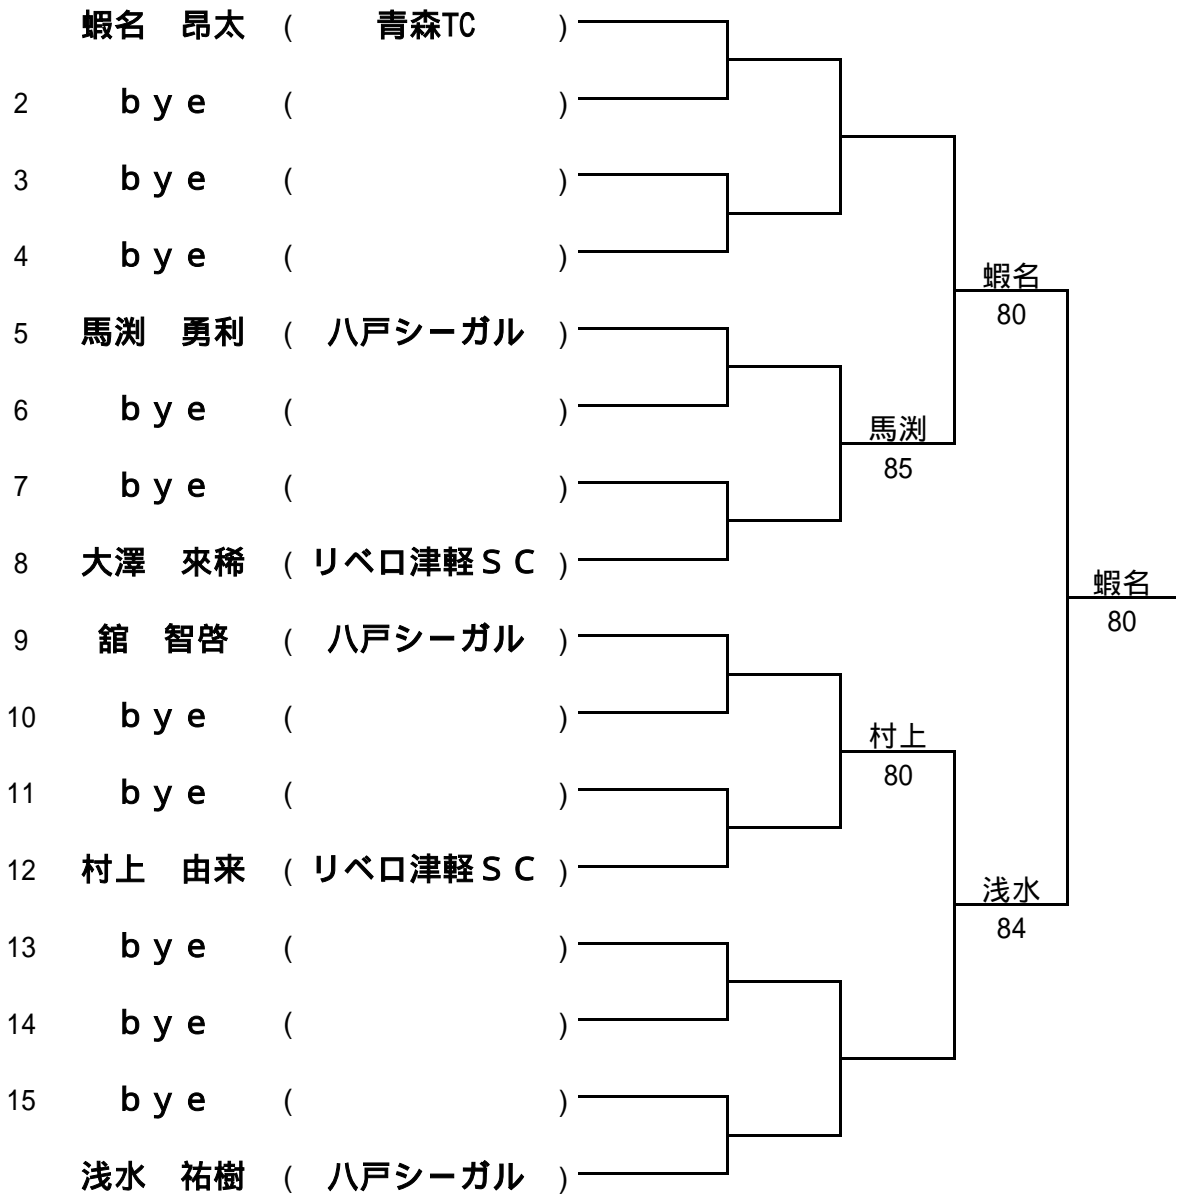 蝦名　昂太 ( 青森TC )
2 ｂｙｅ ( )
3 ｂｙｅ ( )
4 ｂｙｅ ( )
蝦名
80
5 馬渕　勇利 ( 八戸シーガル )
6 ｂｙｅ ( )
馬渕
85
7 ｂｙｅ ( )
8 大澤　來稀 ( リベロ津軽ＳＣ )
蝦名
80
9 舘　智啓 ( 八戸シーガル )
10 ｂｙｅ ( )
村上
80
11 ｂｙｅ ( )
12 村上　由来 ( リベロ津軽ＳＣ )
浅水
84
13 ｂｙｅ ( )
14 ｂｙｅ ( )
15 ｂｙｅ ( )
浅水　祐樹 ( 八戸シーガル )